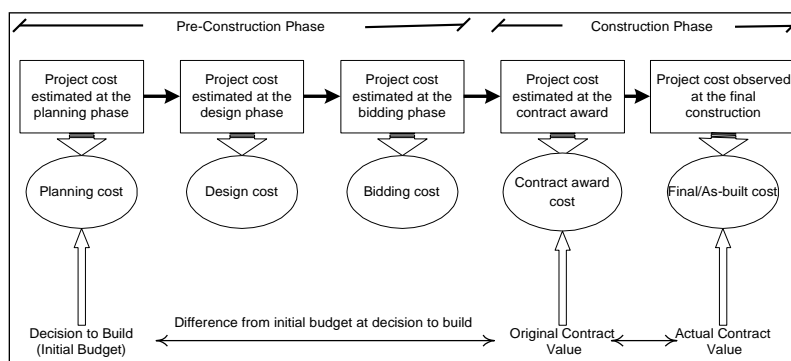 Pre-Construction Phase
Construction Phase
Project cost
estimated at the
planning phase
Project cost
estimated at the
design phase
Project cost
estimated at the
bidding phase
Project cost
estimated at the
contract award
Project cost observed
at the final
construction
Planning cost
Design cost
Bidding cost
Contract award
cost
Final/As-built cost
Decision to Build
(Initial Budget)
Difference from initial budget at decision to build
Original Contract
Value
Actual Contract
Value